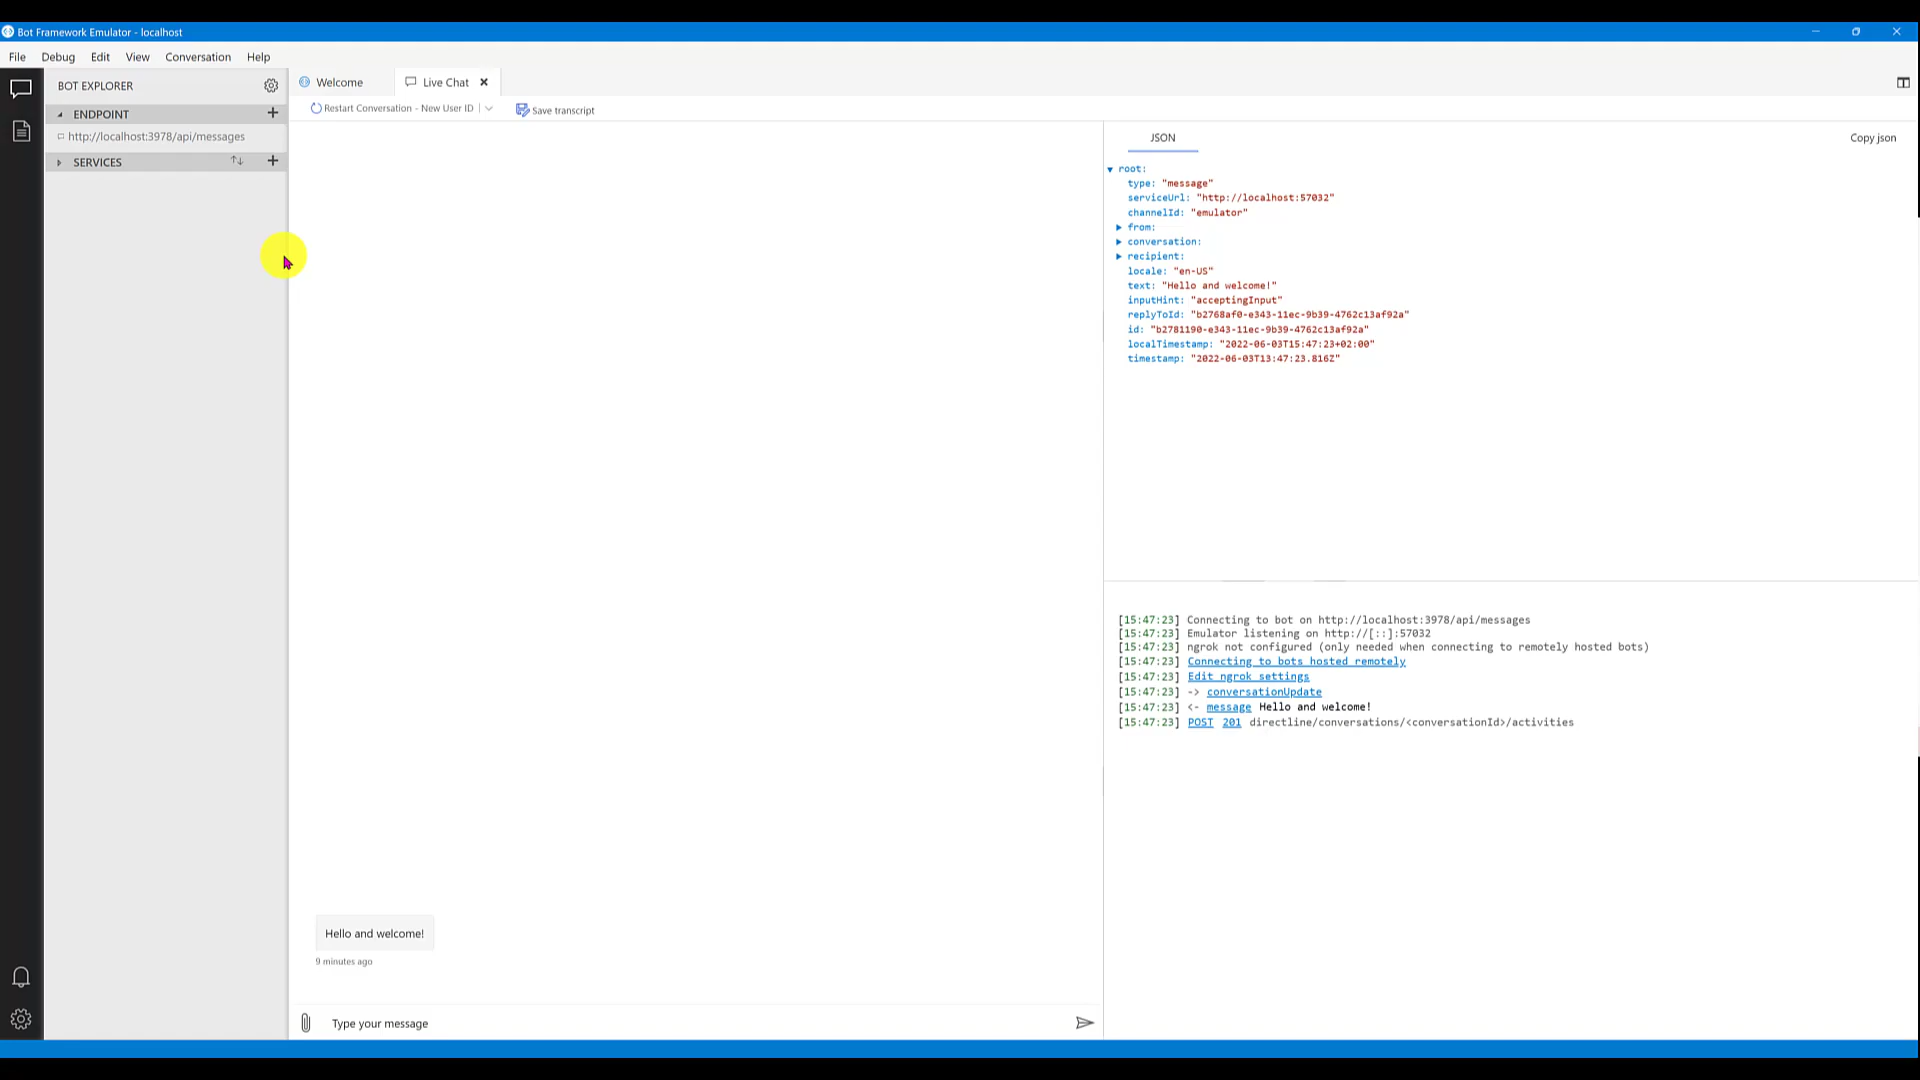 Bot Framework Emulator - localhost
File Debug Edit View Conversation Help
BOT EXPLORER
ENDPOINT
http://localhost:3978/api/messages
SERVICES
Welcome
Live Chat
Restart Conversation - New User ID
Save transcript
JSON
Copy json
root:
type: "message"
serviceUrl: "http://localhost:57032"
channelId: "emulator"
from:
conversation:
recipient:
locale: "en-US"
text: "Hello and welcome!"
inputHint: "acceptingInput"
replyToId: "b2768af0-e343-11ec-9b39-4762c13af92a"
id: "b2781190-e343-11ec-9b39-4762c13af92a"
localTimestamp: "2022-06-03T15:47:23+02:00"
timestamp: "2022-06-03T13:47:23.816Z"
[15:47:23] Connecting to bot on http://localhost:3978/api/messages
[15:47:23] Emulator listening on http://[::]:57032
[15:47:23] ngrok not configured (only needed when connecting to remotely hosted bots)
[15:47:23] Connecting to bots hosted remotely
[15:47:23] Edit ngrok settings
[15:47:23] -> conversationUpdate
[15:47:23] <- message Hello and welcome!
[15:47:23] POST 201 directline/conversations/<conversationId>/activities
Hello and welcome!
9 minutes ago
Type your message